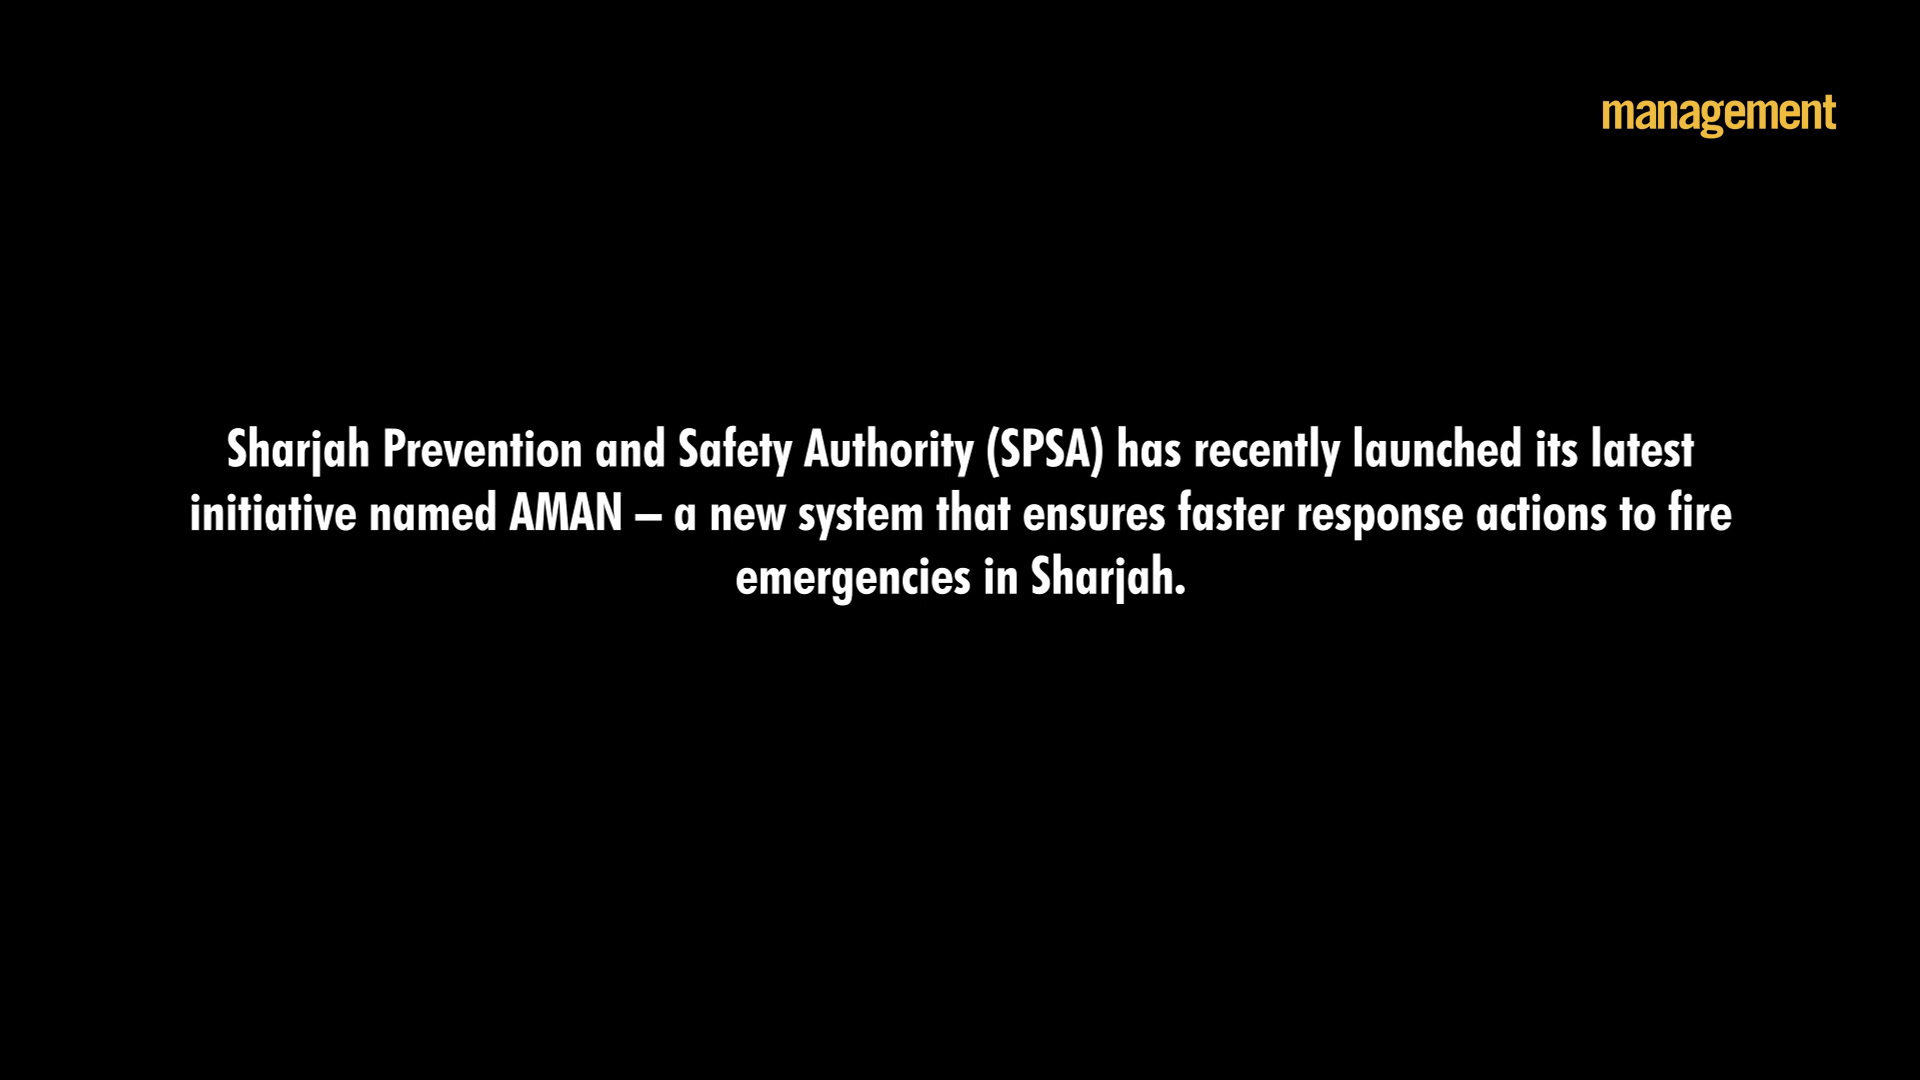 management
Sharjah Prevention and Safety Authority (SPSA) has recently launched its latest
initiative named AMAN – a new system that ensures faster response actions to fire
emergencies in Sharjah.